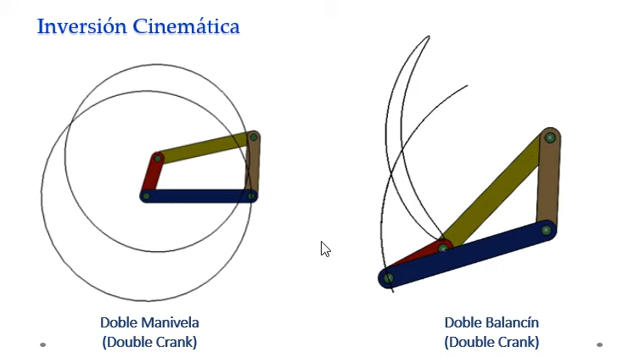 Inversión Cinemática
Doble Manivela
(Double Crank)
Doble Balancín
(Double Crank)